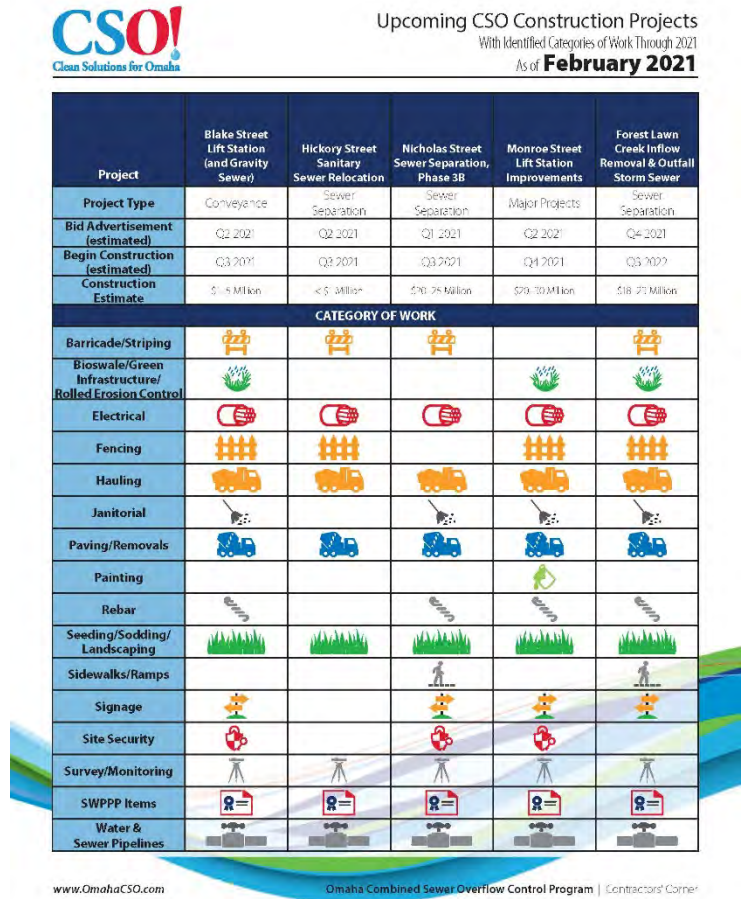 CSO!
Clean Solutions for Omaha
Upcoming CSO Construction Projects
With Identified Categories of Work Through 2021
As of February 2021
Project
Blake Street
Lift Station
(and Gravity
Sewer)
Hickory Street
Sanitary
Sewer Relocation
Nicholas Street
Sewer Separation,
Phase 3B
Monroe Street
Lift Station
Improvements
Forest Lawn
Creek Inflow
Removal & Outfall
Storm Sewer
Project Type
Conveyance
Sewer
Separation
Sewer
Separation
Major Projects
Sewer
Separation
Bid Advertisement
(estimated)
Q2 2021
Q2 2021
Q1 2021
Q2 2021
Q4 2021
Begin Construction
(estimated)
Q3 2021
Q3 2021
Q4 2021
Q3 2022
Construction
Estimate
Million
Million
Million
Million
Million
CATEGORY OF WORK
Barricade/Striping
Bioswale/Green
Infrastructure/
Rolled Erosion Control
Electrical
Fencing
Hauling
Janitorial
Paving/Removals
Painting
Rebar
Seeding/Sodding/
Landscaping
Sidewalks/Ramps
Signage
Site Security
Survey/Monitoring
SWPPP Items
Water &
Sewer Pipelines
www.OmahaCSO.com
Omaha Combined Sewer Overflow Control Program | Contractors' Corner